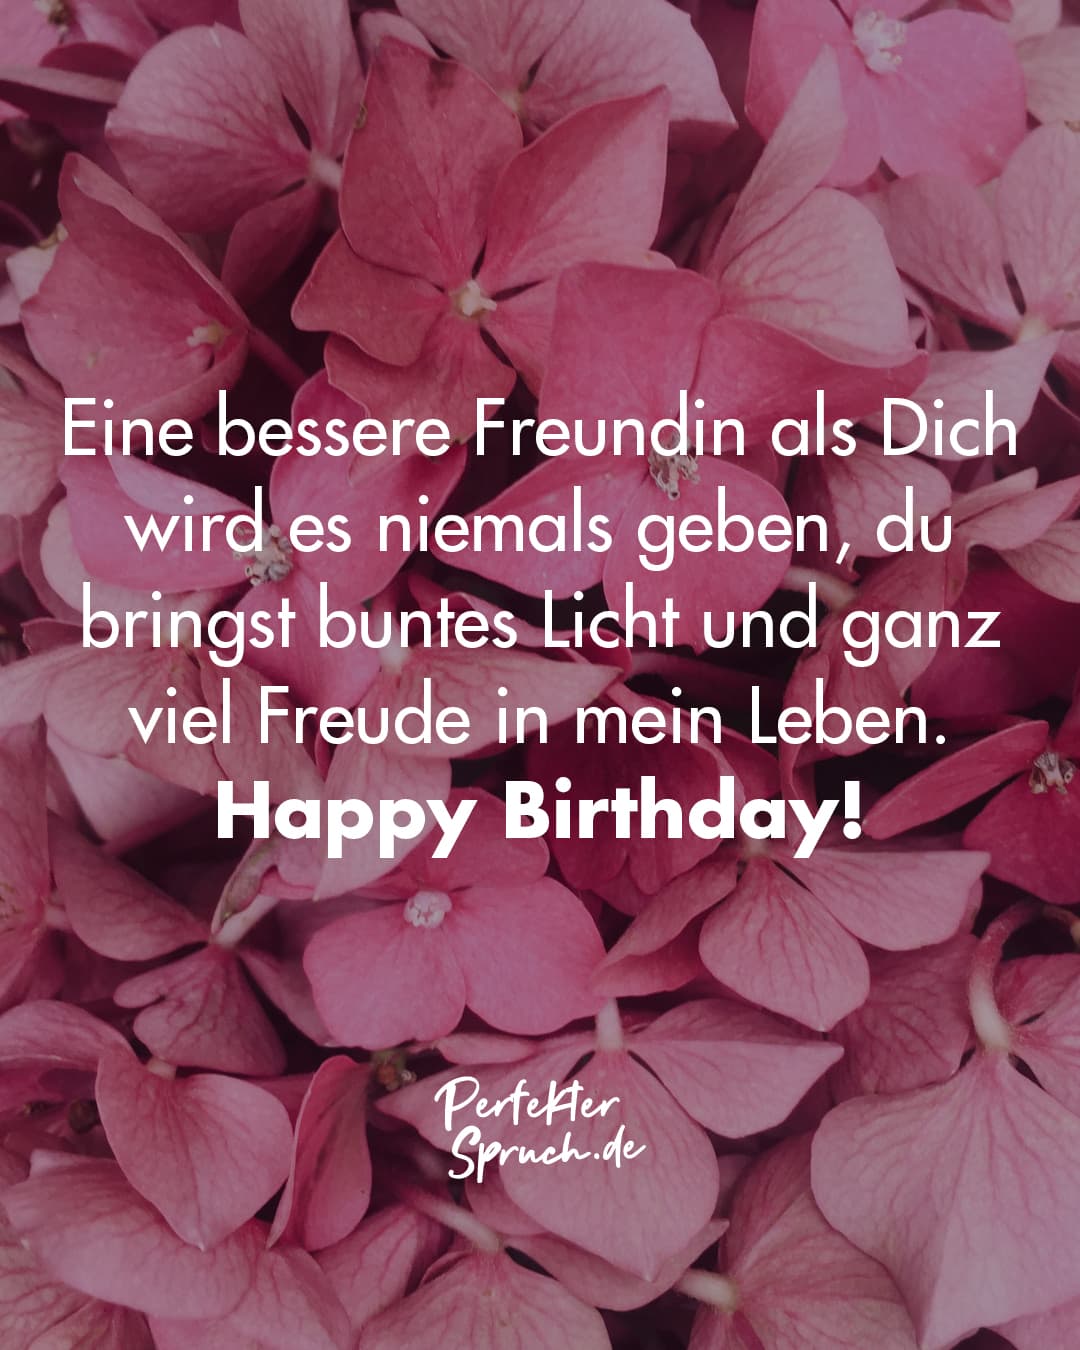 Eine bessere Freundin als Dich
wird es niemals geben, du
bringst buntes Licht und ganz
viel Freude in mein Leben.
Happy Birthday!
Perfekter
Spruch.de